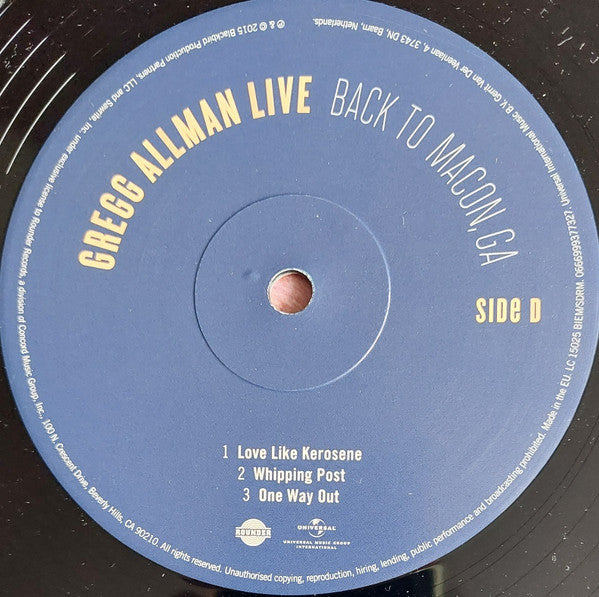 GREGG ALLMAN LIVE BACK TO MACON, GA
SIDE D
1 Love Like Kerosene
2 Whipping Post
3 One Way Out
ROUNDER
UNIVERSAL
UNIVERSAL MUSIC GROUP
INTERNATIONAL
℗ & © 2015 Blackbird Production Partners, LLC and Sawrite, Inc. under exclusive license to Rounder Records, a division of Concord Music Group, Inc., 100 N. Crescent Drive, Beverly Hills, CA 90210. All rights reserved. Unauthorised copying, reproduction, hiring, lending, public performance and broadcasting prohibited. Made in the EU. LC 15025 BIEM/SDRM. 0666999377327. Universal International Music B.V. Gerrit Van Der Veenlaan 4, 3743 DN, Baarn, Netherlands.